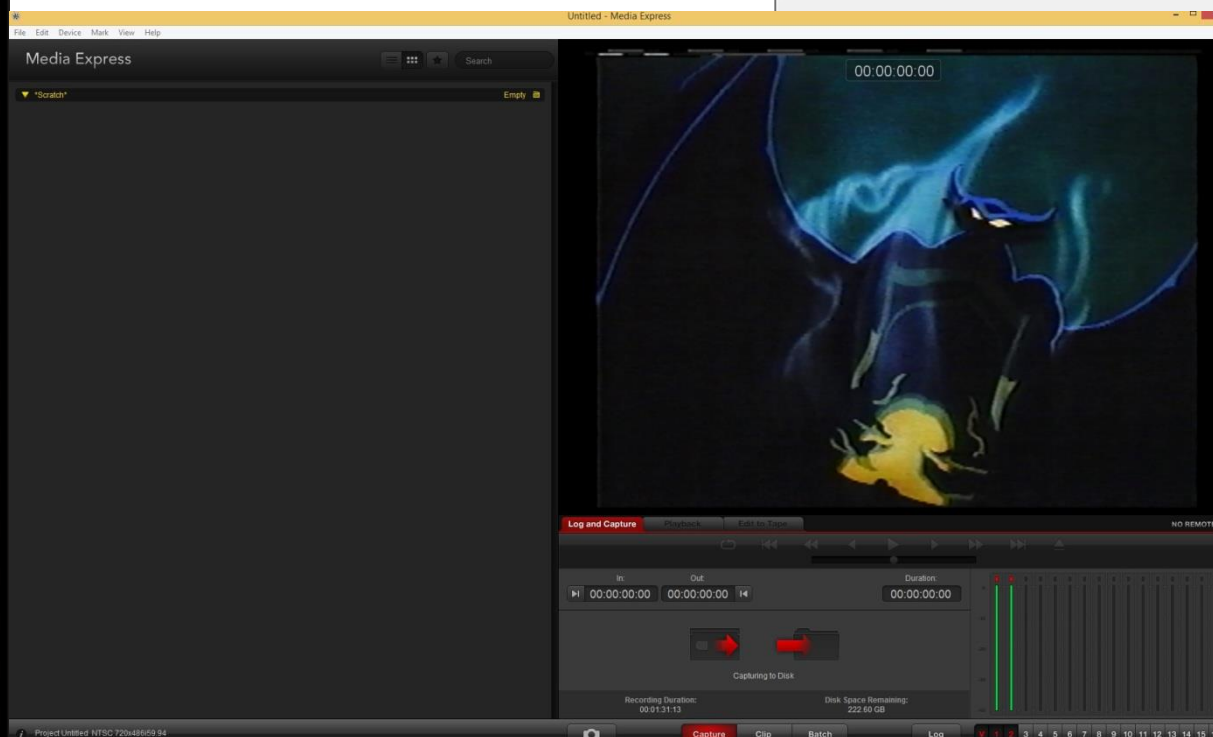 Untitled - Media Express
File Edit Device Mark View Help
Media Express
Search
*Scratch* Empty
00:00:00:00
Log and Capture Playback Edit to Tape NO REMOTE
In: Out: Duration:
00:00:00:00 00:00:00:00 00:00:00:00
Capturing to Disk
Recording Duration: Disk Space Remaining:
00:01:31:13 222.60 GB
i Project Untitled NTSC 720x486i59.94 Capture Clip Batch Log V 1 2 3 4 5 6 7 8 9 10 11 12 13 14 15